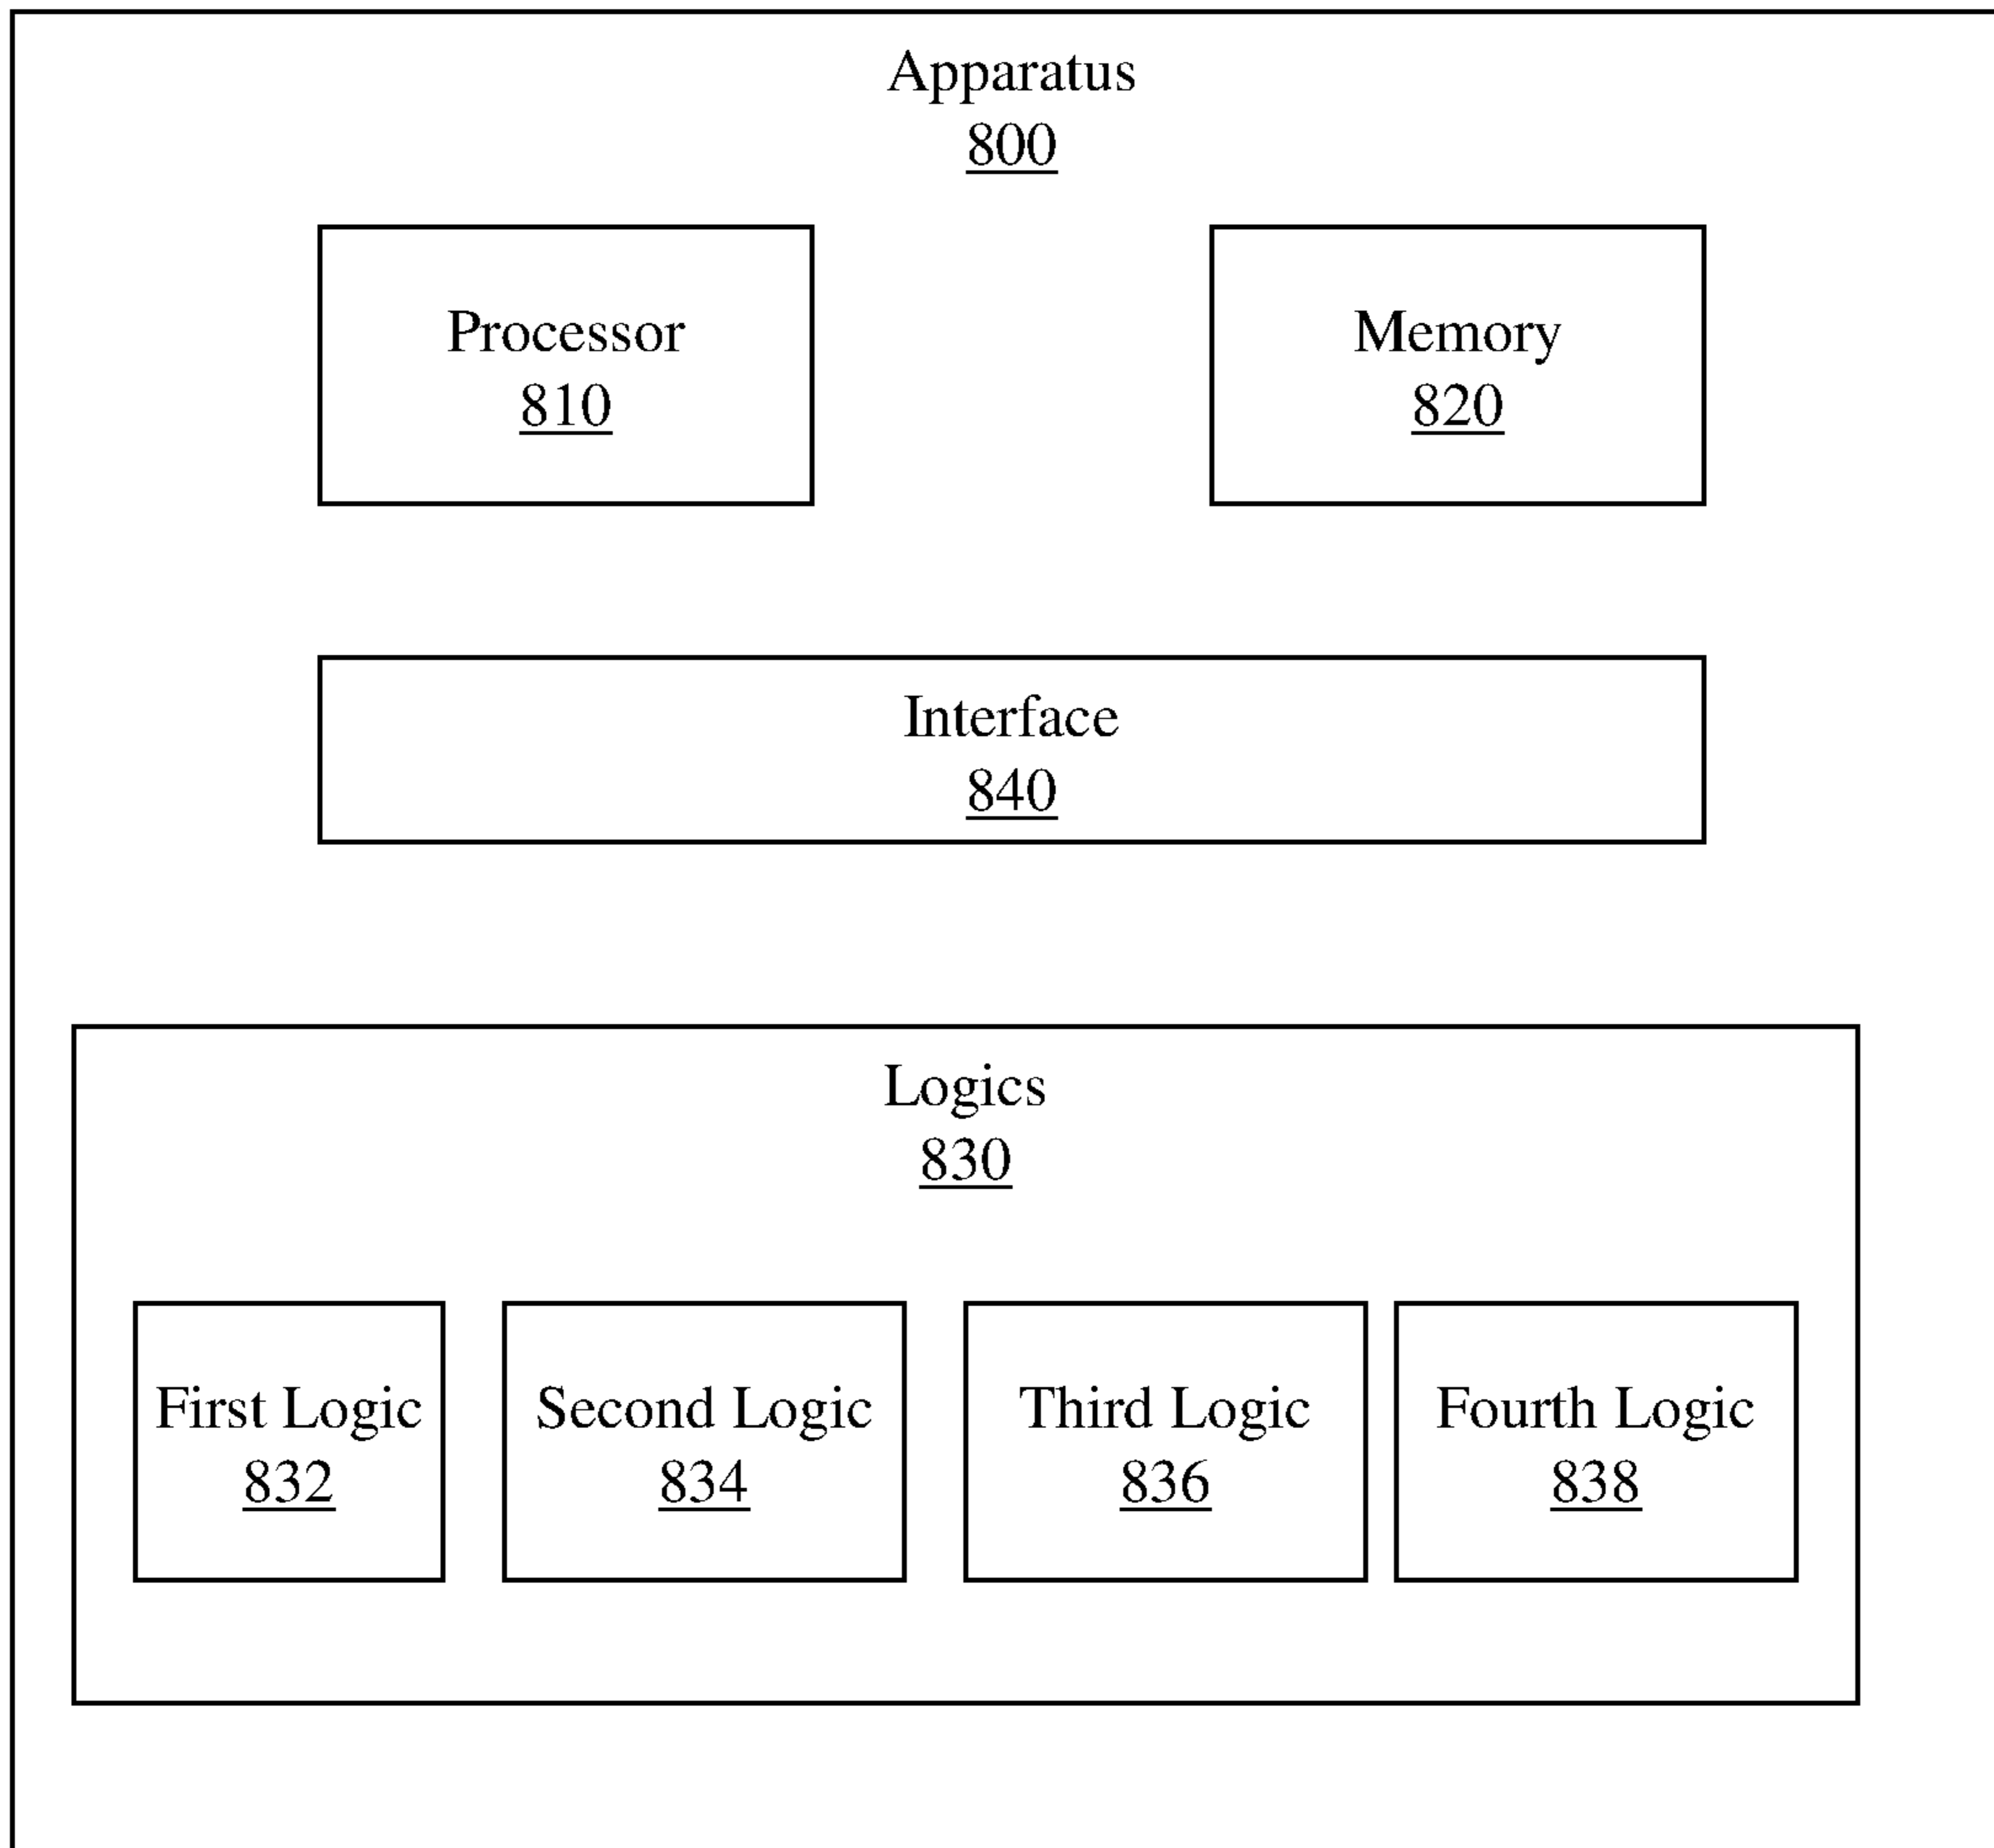 Apparatus
800
Processor
810
Memory
820
Interface
840
Logics
830
First Logic
832
Second Logic
834
Third Logic
836
Fourth Logic
838